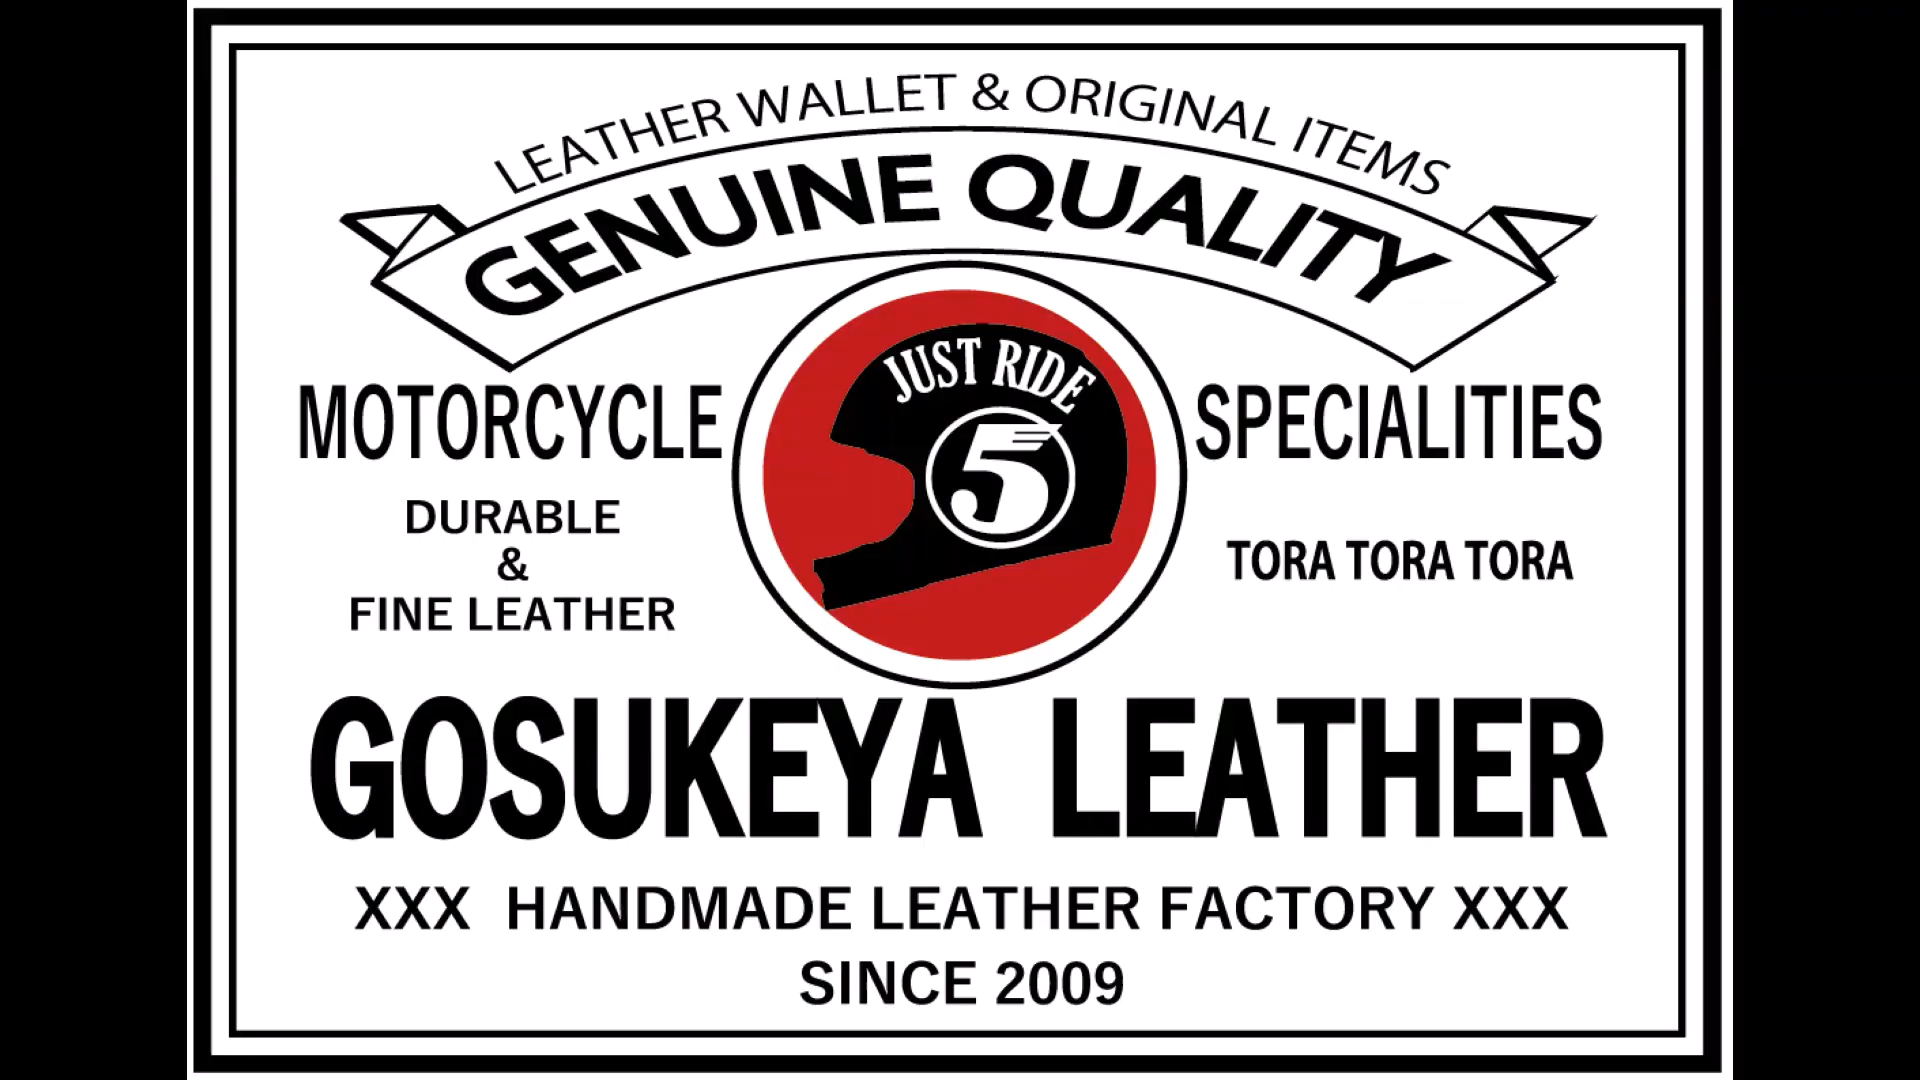 LEATHER WALLET & ORIGINAL ITEMS
GENUINE QUALITY
JUST RIDE
5
MOTORCYCLE
SPECIALITIES
DURABLE
&
FINE LEATHER
TORA TORA TORA
GOSUKEYA LEATHER
XXX HANDMADE LEATHER FACTORY XXX
SINCE 2009